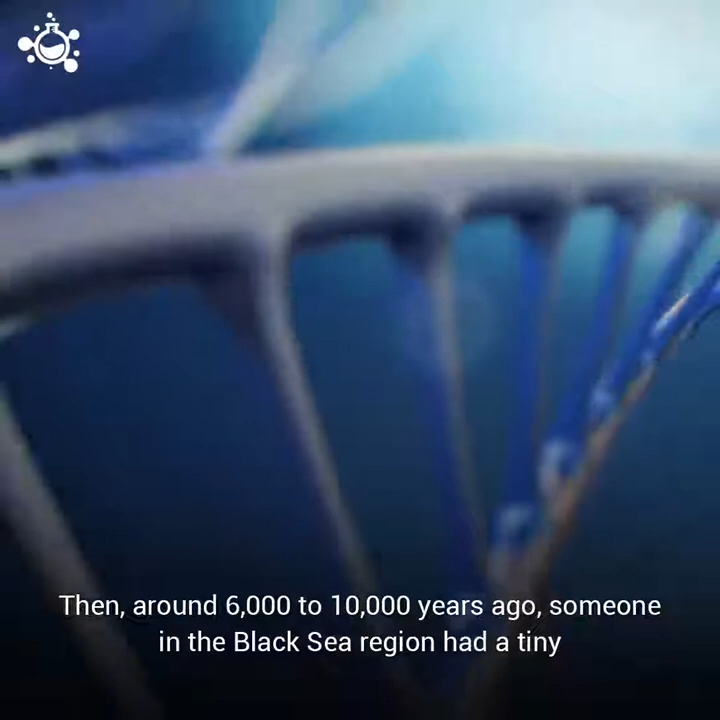 Then, around 6,000 to 10,000 years ago, someone
in the Black Sea region had a tiny